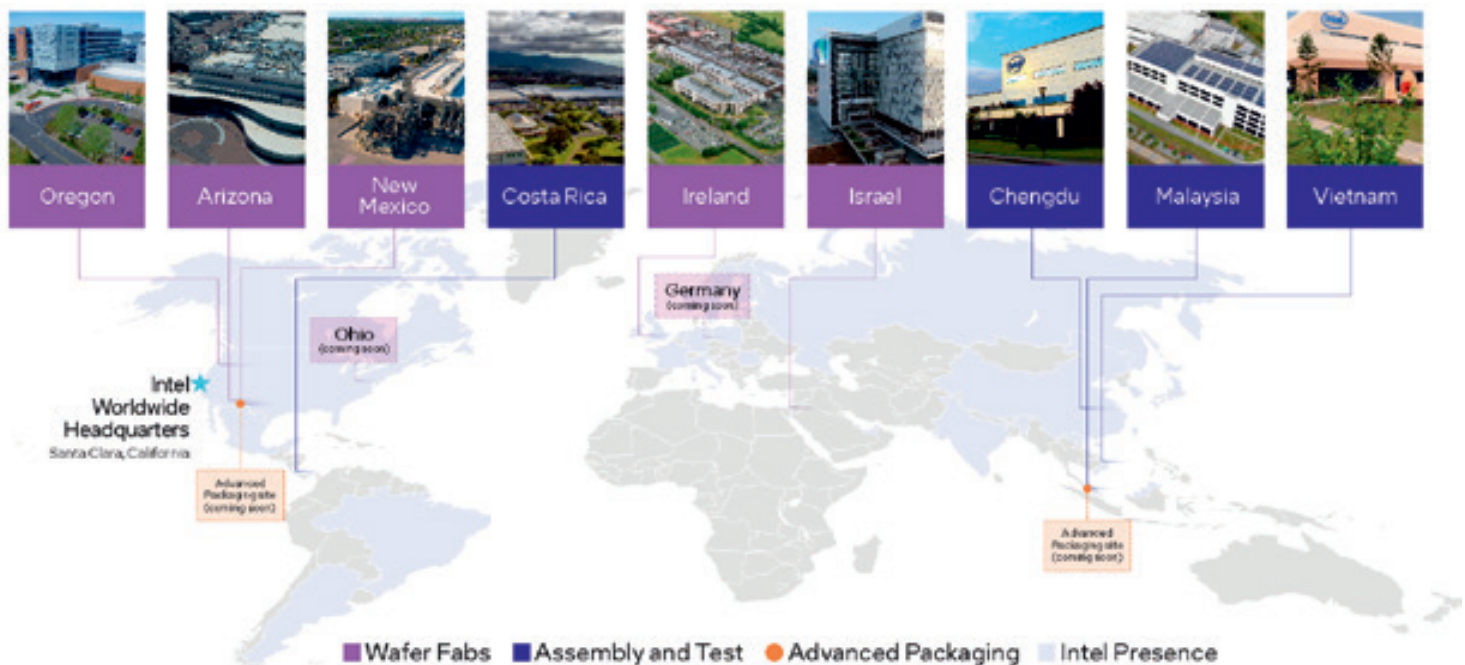 Oregon
Arizona
New
Mexico
Costa Rica
Ireland
Israel
Chengdu
Malaysia
Vietnam
Germany
(coming soon)
Ohio
(coming soon)
Intel
Worldwide
Headquarters
Santa Clara, California
Advanced
Packaging site
(coming soon)
Advanced
Packaging site
(coming soon)
Wafer Fabs
Assembly and Test
Advanced Packaging
Intel Presence